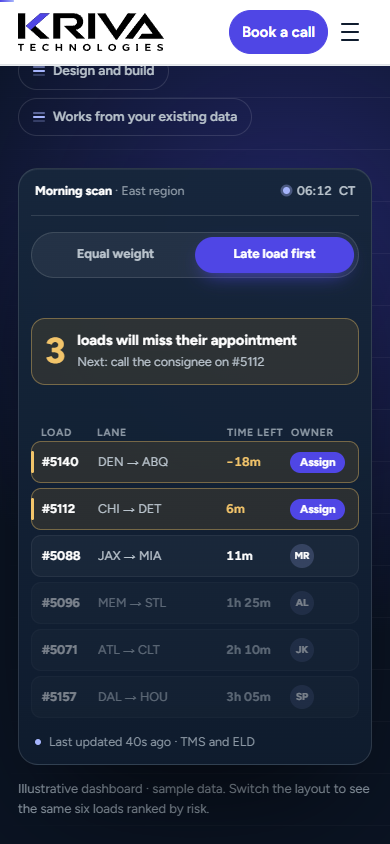 KRIVA
TECHNOLOGIES
Book a call
Design and build
Works from your existing data
Morning scan · East region
06:12 CT
Equal weight
Late load first
3
loads will miss their appointment
Next: call the consignee on #5112
LOAD LANE TIME LEFT OWNER
#5140 DEN → ABQ -18m Assign
#5112 CHI → DET 6m Assign
#5088 JAX → MIA 11m MR
#5096 MEM → STL 1h 25m AL
#5071 ATL → CLT 2h 10m JK
#5157 DAL → HOU 3h 05m SP
Last updated 40s ago · TMS and ELD
Illustrative dashboard · sample data. Switch the layout to see
the same six loads ranked by risk.